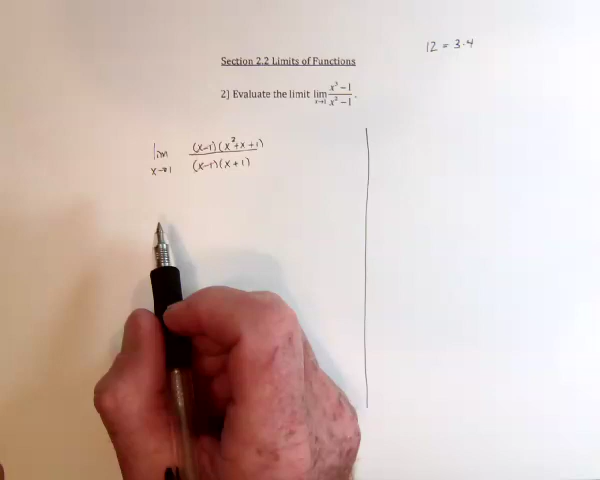 12 = 3·4
Section 2.2 Limits of Functions
2) Evaluate the limit lim x→1 (x³ − 1)/(x² − 1).
lim x→1 (x−1)(x²+x+1)
(x−1)(x+1)